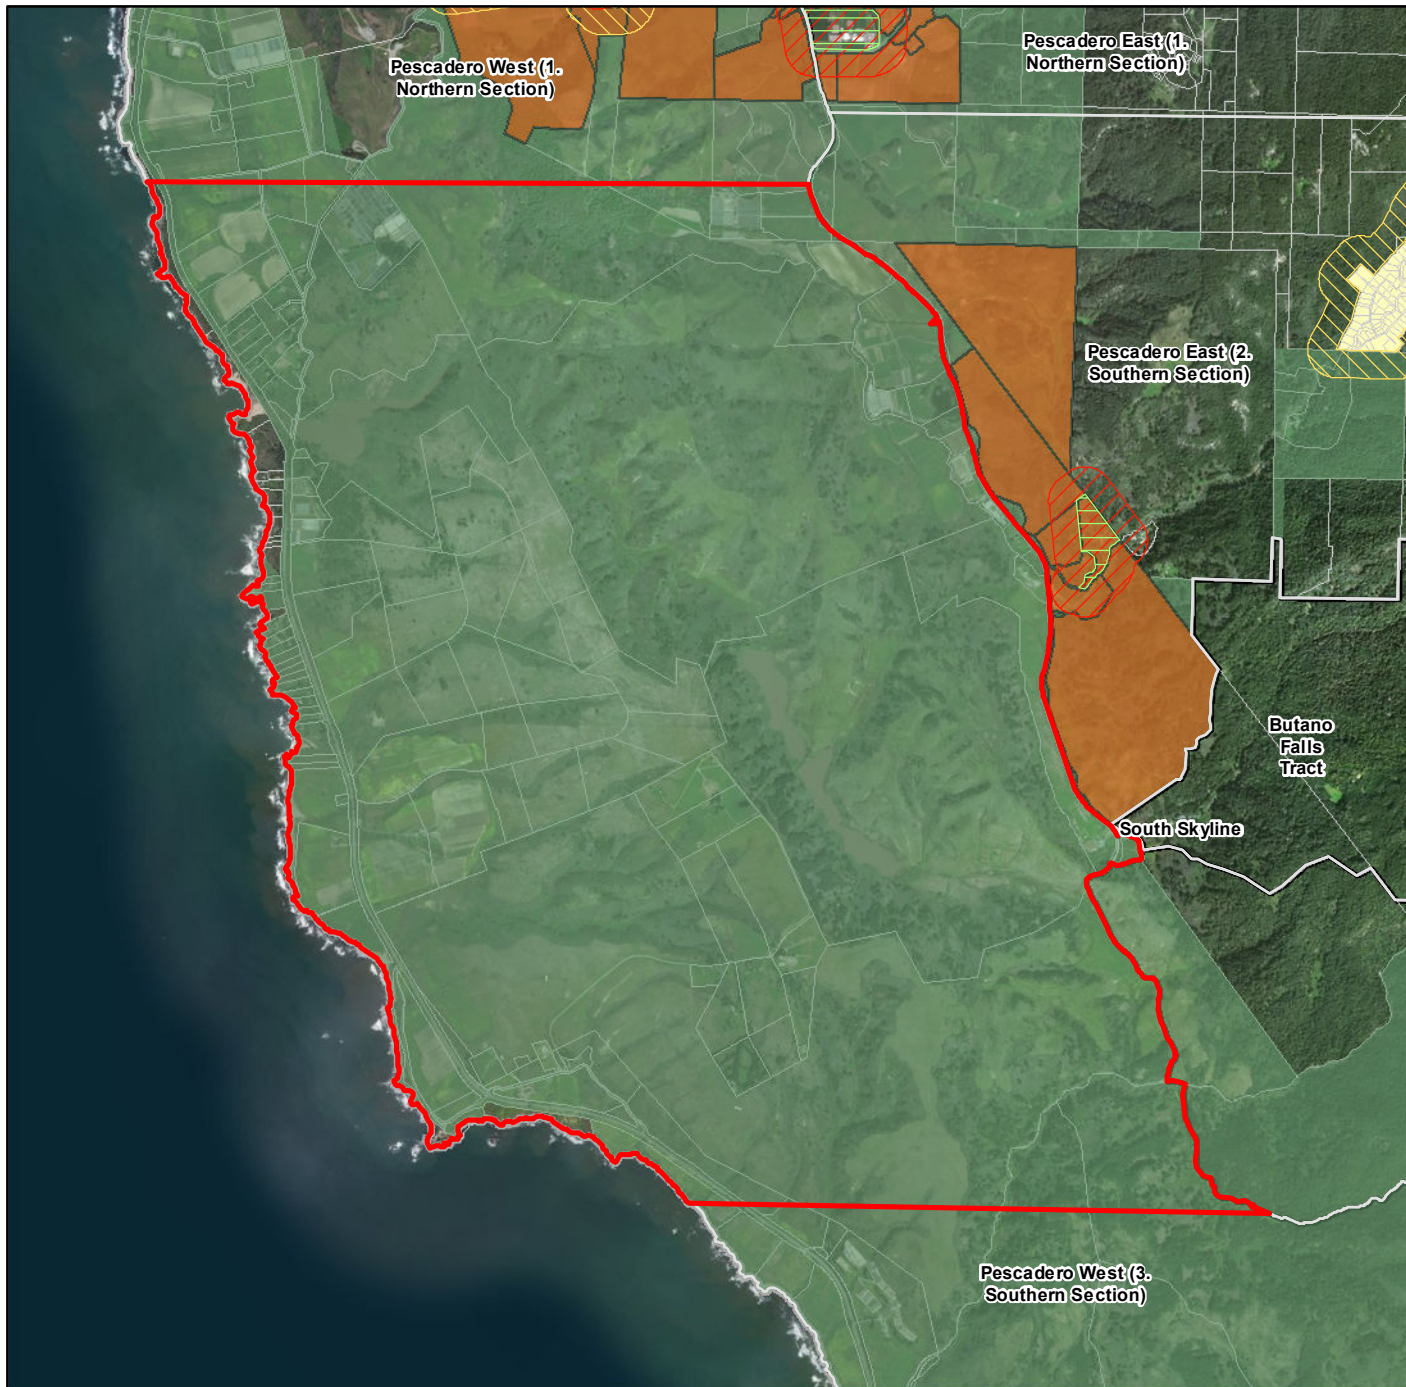 Pescadero West (1.
Northern Section)
Pescadero East (1.
Northern Section)
Pescadero East (2.
Southern Section)
Butano
Falls
Tract
South Skyline
Pescadero West (3.
Southern Section)